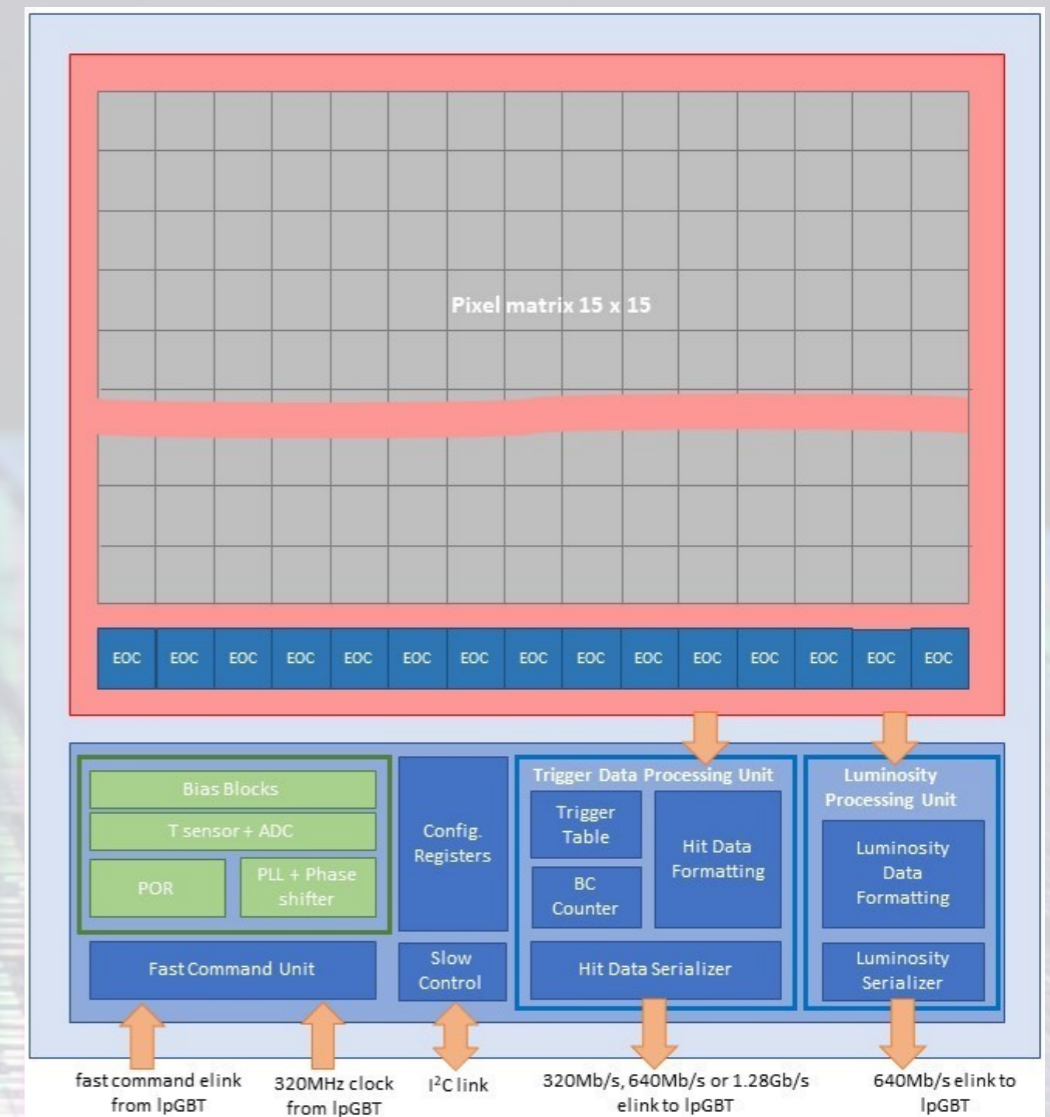 Pixel matrix 15 x 15
EOC EOC EOC EOC EOC EOC EOC EOC EOC EOC EOC EOC EOC EOC EOC
Bias Blocks
T sensor + ADC
POR
PLL + Phase
shifter
Fast Command Unit
Config.
Registers
Slow
Control
Trigger Data Processing Unit
Trigger
Table
BC
Counter
Hit Data
Formatting
Hit Data Serializer
Luminosity
Processing Unit
Luminosity
Data
Formatting
Luminosity
Serializer
fast command elink
from lpGBT
320MHz clock
from lpGBT
I²C link
320Mb/s, 640Mb/s or 1.28Gb/s
elink to lpGBT
640Mb/s elink to
lpGBT